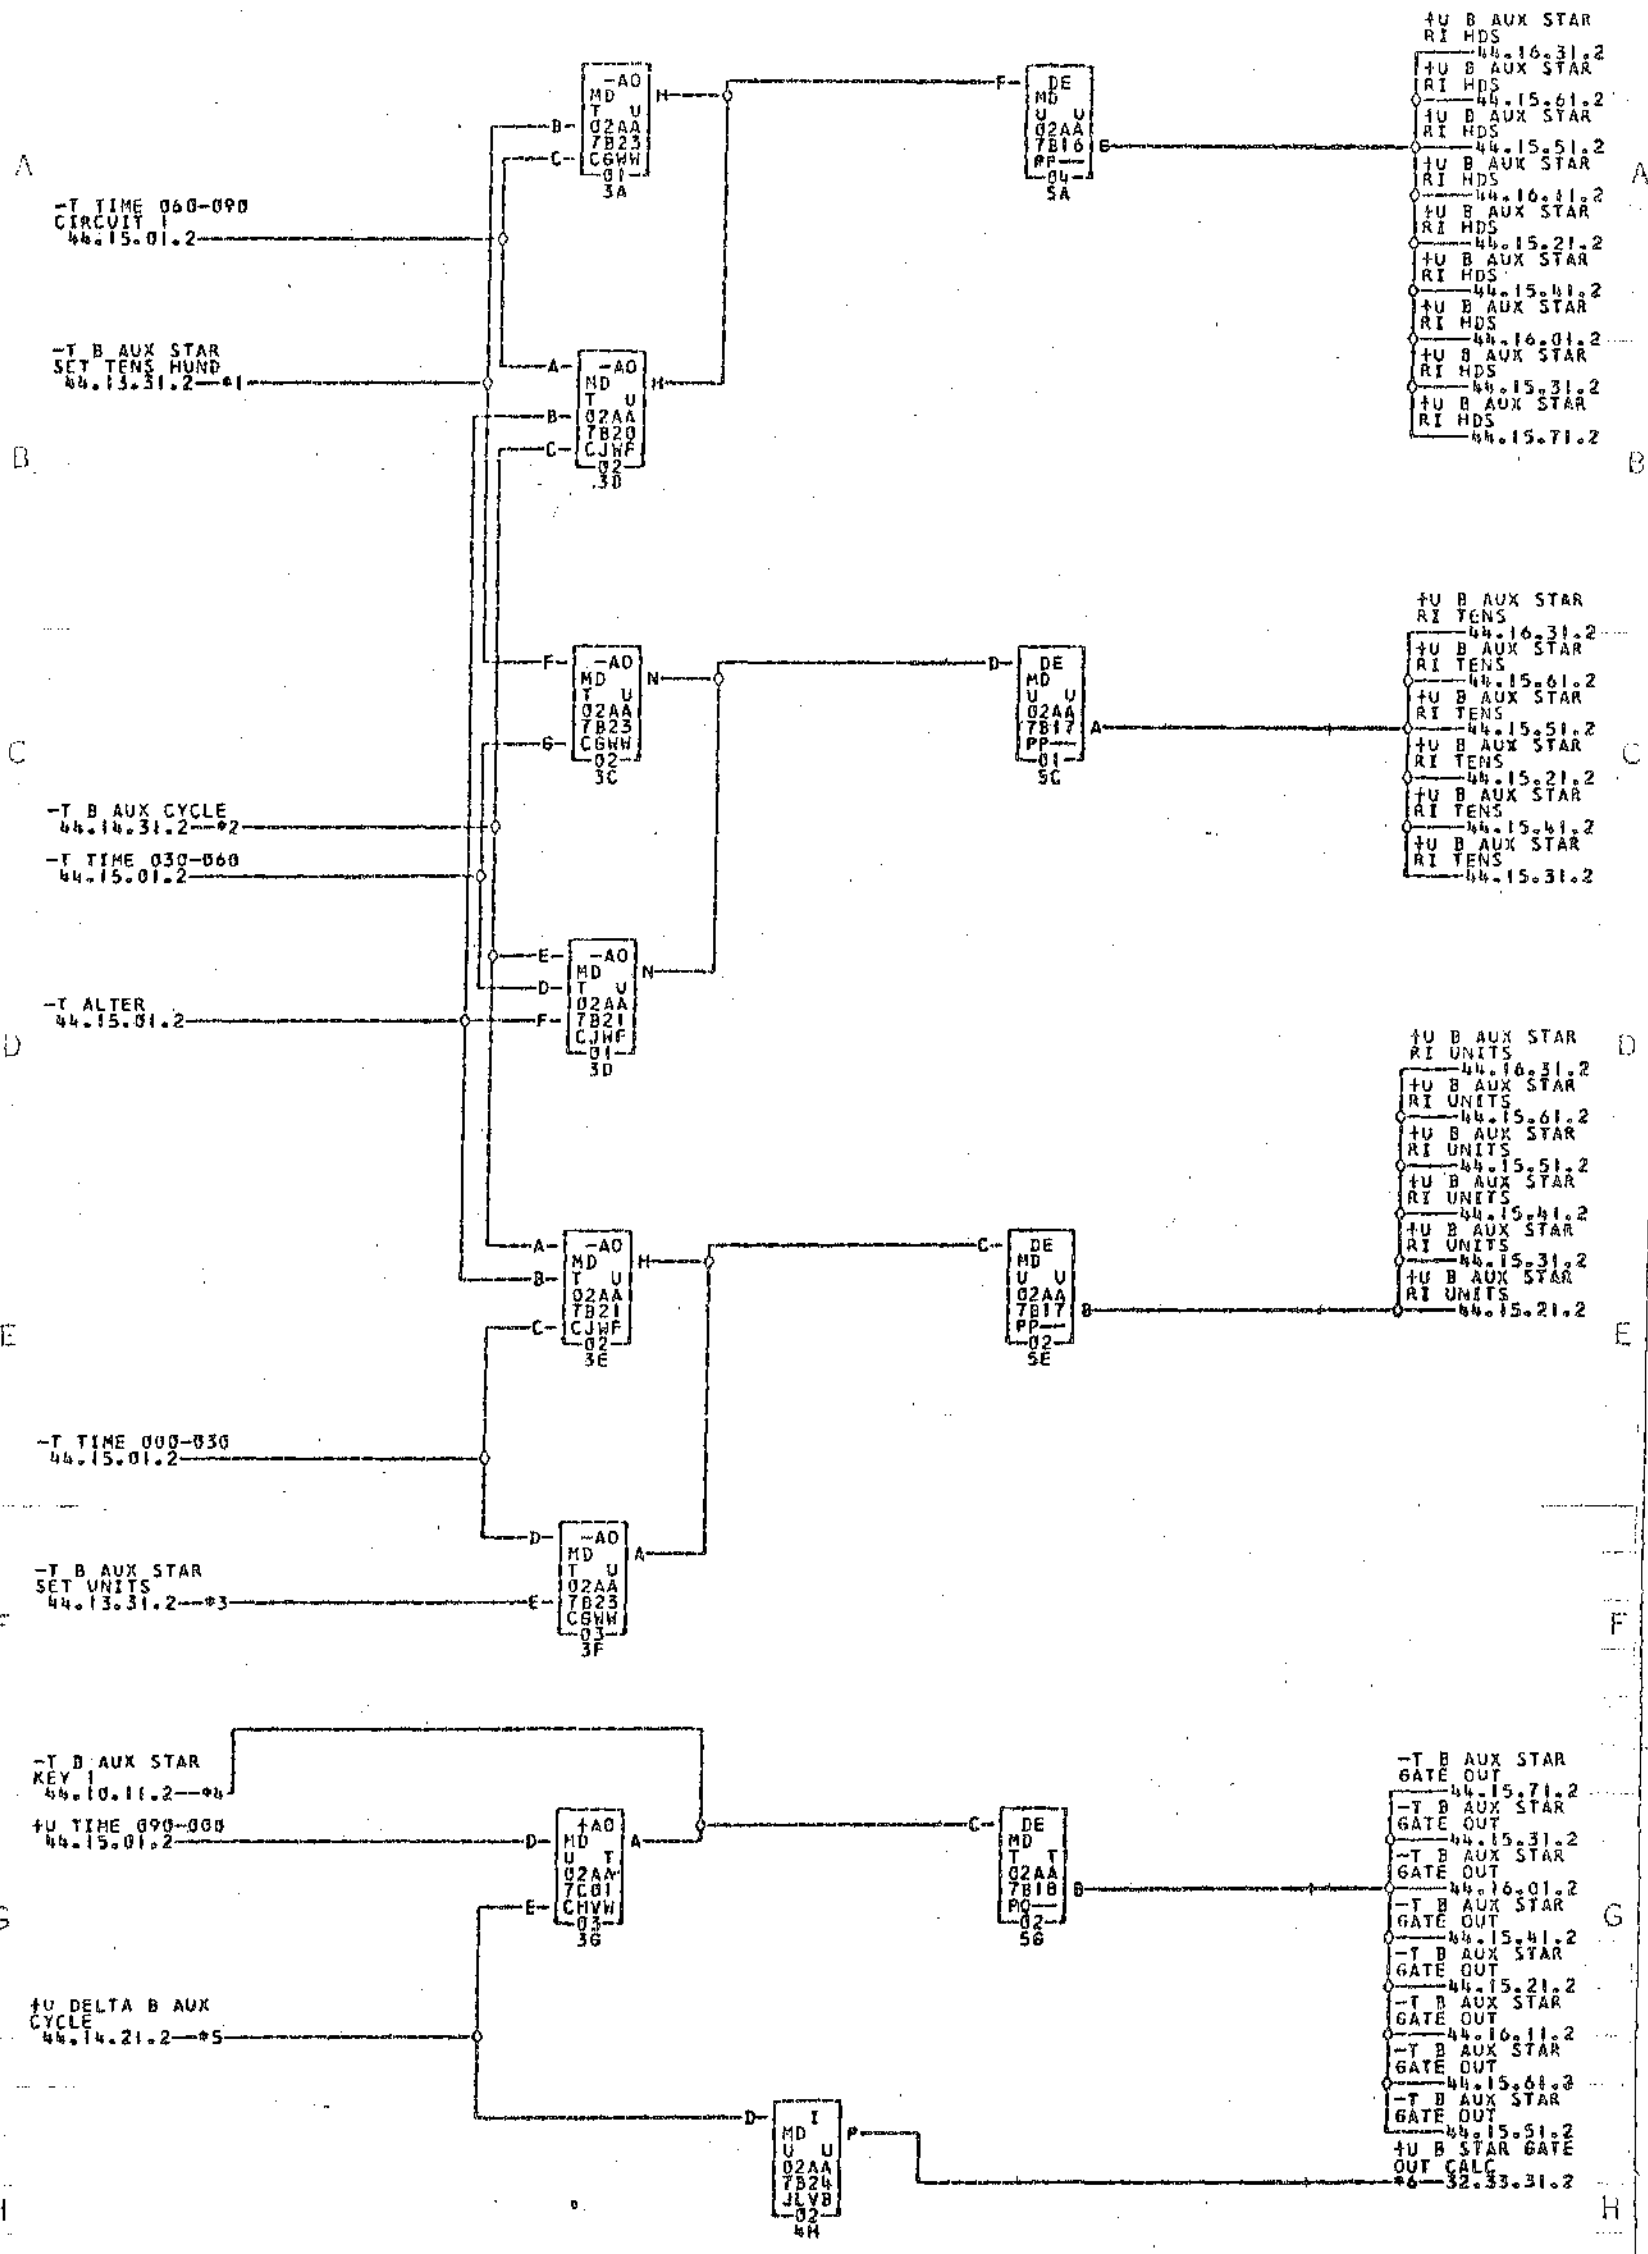 A
-T TIME 060-090
CIRCUIT 1
44.15.01.2
-T B AUX STAR
SET TENS HUND
44.13.31.2—*1
B
C
-T B AUX CYCLE
44.14.31.2—*2
-T TIME 030-060
44.15.01.2
-T ALTER
44.15.01.2
D
E
-T TIME 000-030
44.15.01.2
-T B AUX STAR
SET UNITS
44.13.31.2—*3
-T B AUX STAR
KEY 1
44.10.11.2—*4
+U TIME 090-000
44.15.01.2
+U DELTA B AUX
CYCLE
44.14.21.2—*5
B
C
-AO
MD
T U
02AA
7B23
CGWW
01
3A
H
A
B
C
-AO
MD
T U
02AA
7B20
CJWF
02
3D
H
F
G
-AO
MD
T U
02AA
7B23
CGWW
02
3C
N
E
D
F
-AO
MD
T U
02AA
7B21
CJWF
01
3D
N
A
B
C
-AO
MD
T U
02AA
7B21
CJWF
02
3E
H
D
E
-AO
MD
T U
02AA
7B23
CGWW
03
3F
A
D
E
+AO
MD
U T
02AA
7C01
CHVW
03
3G
A
D
I
MD
U U
02AA
7B24
JLVB
02
4H
P
F
DE
MD
U U
02AA
7B16
PP—
04
5A
D
DE
MD
U U
02AA
7B17
PP—
01
5C
A
C
DE
MD
U U
02AA
7B17
PP—
02
5E
B
C
DE
MD
T T
02AA
7B18
PQ—
02
5G
B
+U B AUX STAR
RI HDS
44.16.31.2
+U B AUX STAR
RI HDS
44.15.61.2
+U B AUX STAR
RI HDS
44.15.51.2
+U B AUX STAR
RI HDS
44.16.11.2
+U B AUX STAR
RI HDS
44.15.21.2
+U B AUX STAR
RI HDS
44.15.41.2
+U B AUX STAR
RI HDS
44.16.01.2
+U B AUX STAR
RI HDS
44.15.31.2
+U B AUX STAR
RI HDS
44.15.71.2
+U B AUX STAR
RI TENS
44.16.31.2
+U B AUX STAR
RI TENS
44.15.61.2
+U B AUX STAR
RI TENS
44.15.51.2
+U B AUX STAR
RI TENS
44.15.21.2
+U B AUX STAR
RI TENS
44.15.41.2
+U B AUX STAR
RI TENS
44.15.31.2
+U B AUX STAR
RI UNITS
44.16.31.2
+U B AUX STAR
RI UNITS
44.15.61.2
+U B AUX STAR
RI UNITS
44.15.51.2
+U B AUX STAR
RI UNITS
44.15.41.2
+U B AUX STAR
RI UNITS
44.15.31.2
+U B AUX STAR
RI UNITS
44.15.21.2
-T B AUX STAR
GATE OUT
44.15.71.2
-T B AUX STAR
GATE OUT
44.15.31.2
-T B AUX STAR
GATE OUT
44.16.01.2
-T B AUX STAR
GATE OUT
44.15.41.2
-T B AUX STAR
GATE OUT
44.15.21.2
-T B AUX STAR
GATE OUT
44.16.11.2
-T B AUX STAR
GATE OUT
44.15.61.2
-T B AUX STAR
GATE OUT
44.15.51.2
+U B STAR GATE
OUT CALC
*6—32.33.31.2
A
B
C
D
E
F
G
H